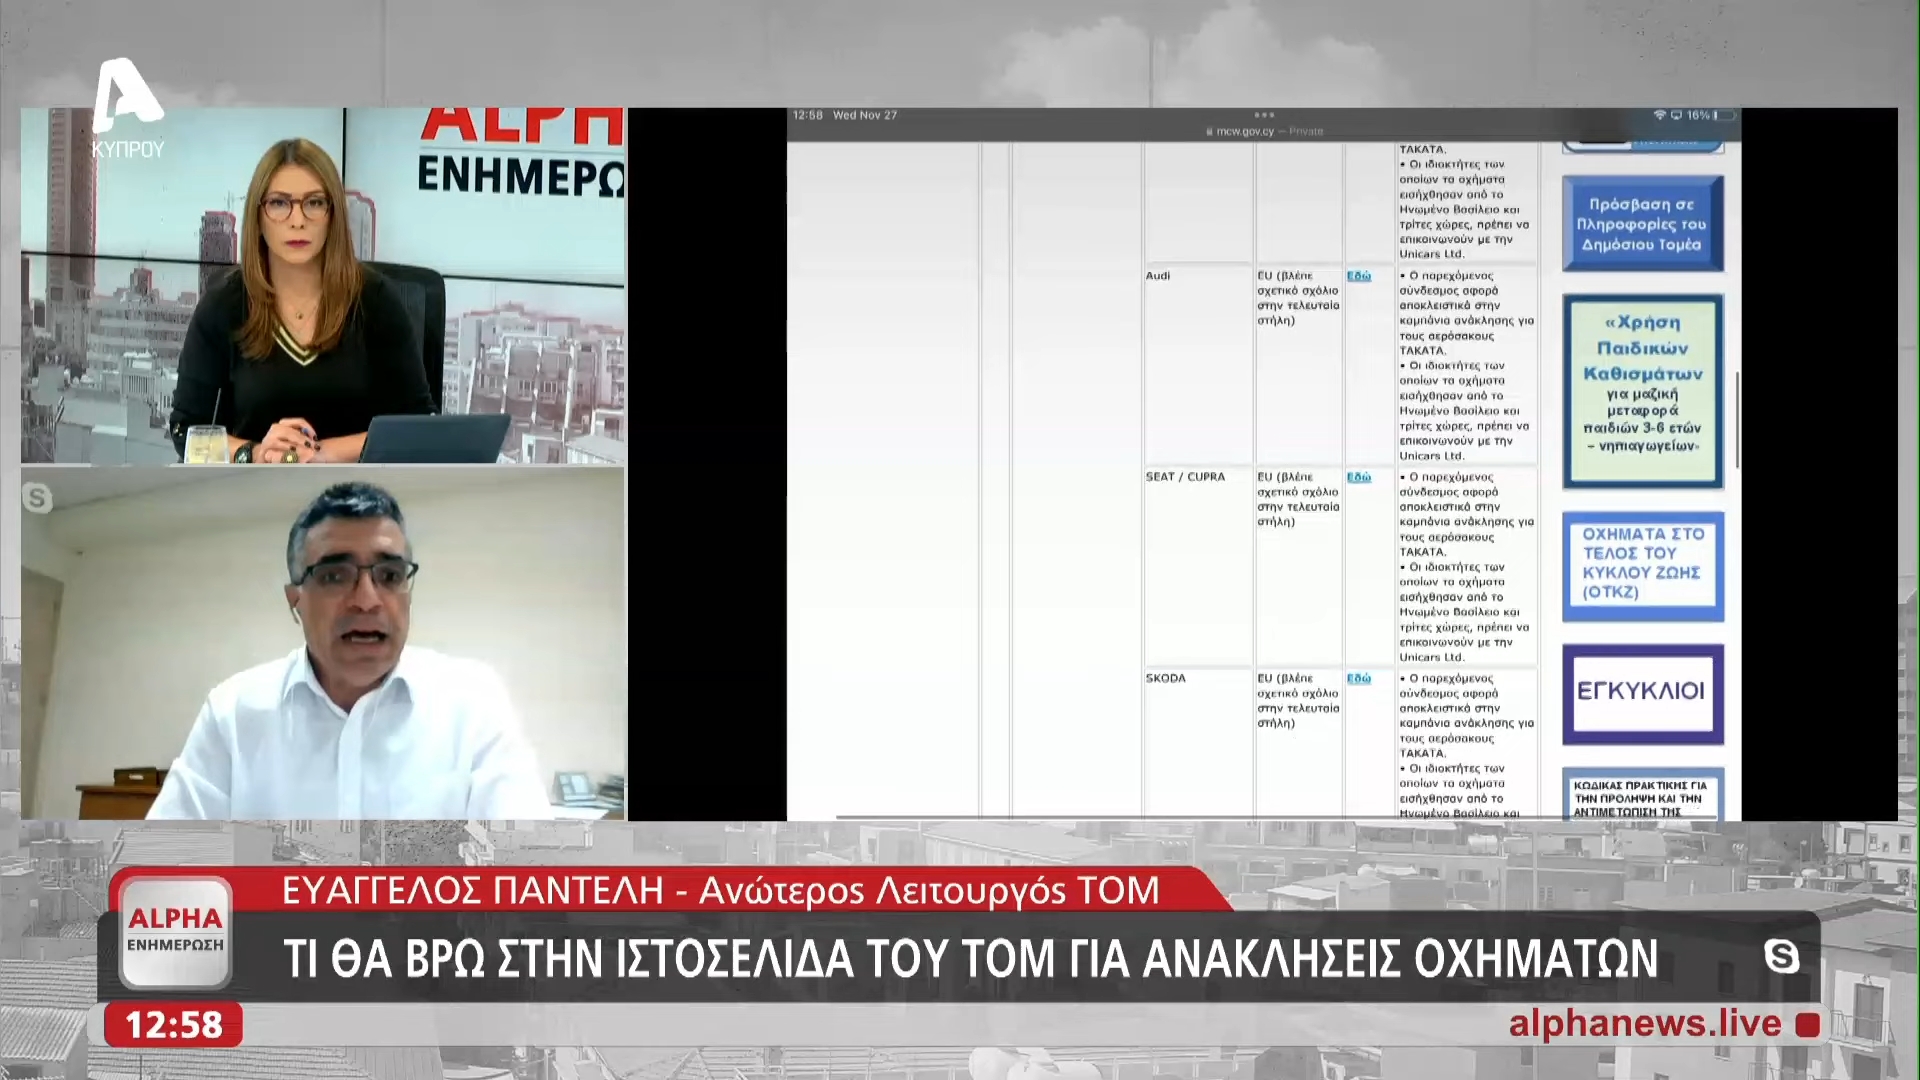 ΚΥΠΡΟΥ
ALPH
ΕΝΗΜΕΡΩ
12:58 Wed Nov 27
mcw.gov.cy — Private
16%
TAKATA.
• Οι ιδιοκτήτες των
οποίων τα οχήματα
εισήχθησαν από το
Ηνωμένο Βασίλειο και
τρίτες χώρες, πρέπει να
επικοινωνούν με την
Unicars Ltd.
Audi
EU (βλέπε
σχετικό σχόλιο
στην τελευταία
στήλη)
Εδώ
• Ο παρεχόμενος
σύνδεσμος αφορά
αποκλειστικά στην
καμπάνια ανάκλησης για
τους αερόσακους
TAKATA.
• Οι ιδιοκτήτες των
οποίων τα οχήματα
εισήχθησαν από το
Ηνωμένο Βασίλειο και
τρίτες χώρες, πρέπει να
επικοινωνούν με την
Unicars Ltd.
SEAT / CUPRA
EU (βλέπε
σχετικό σχόλιο
στην τελευταία
στήλη)
Εδώ
• Ο παρεχόμενος
σύνδεσμος αφορά
αποκλειστικά στην
καμπάνια ανάκλησης για
τους αερόσακους
TAKATA.
• Οι ιδιοκτήτες των
οποίων τα οχήματα
εισήχθησαν από το
Ηνωμένο Βασίλειο και
τρίτες χώρες, πρέπει να
επικοινωνούν με την
Unicars Ltd.
SKODA
EU (βλέπε
σχετικό σχόλιο
στην τελευταία
στήλη)
Εδώ
• Ο παρεχόμενος
σύνδεσμος αφορά
αποκλειστικά στην
καμπάνια ανάκλησης για
τους αερόσακους
TAKATA.
• Οι ιδιοκτήτες των
οποίων τα οχήματα
εισήχθησαν από το
Ηνωμένο Βασίλειο και
Πρόσβαση σε
Πληροφορίες του
Δημόσιου Τομέα
«Χρήση
Παιδικών
Καθισμάτων
για μαζική
μεταφορά
παιδιών 3-6 ετών
– νηπιαγωγείων»
ΟΧΗΜΑΤΑ ΣΤΟ
ΤΕΛΟΣ ΤΟΥ
ΚΥΚΛΟΥ ΖΩΗΣ
(ΟΤΚΖ)
ΕΓΚΥΚΛΙΟΙ
ΚΩΔΙΚΑΣ ΠΡΑΚΤΙΚΗΣ ΓΙΑ
ΤΗΝ ΠΡΟΛΗΨΗ ΚΑΙ ΤΗΝ
ΑΝΤΙΜΕΤΩΠΙΣΗ ΤΗΣ
ΕΥΑΓΓΕΛΟΣ ΠΑΝΤΕΛΗ - Ανώτερος Λειτουργός ΤΟΜ
ALPHA
ΕΝΗΜΕΡΩΣΗ
ΤΙ ΘΑ ΒΡΩ ΣΤΗΝ ΙΣΤΟΣΕΛΙΔΑ ΤΟΥ ΤΟΜ ΓΙΑ ΑΝΑΚΛΗΣΕΙΣ ΟΧΗΜΑΤΩΝ
12:58
alphanews.live